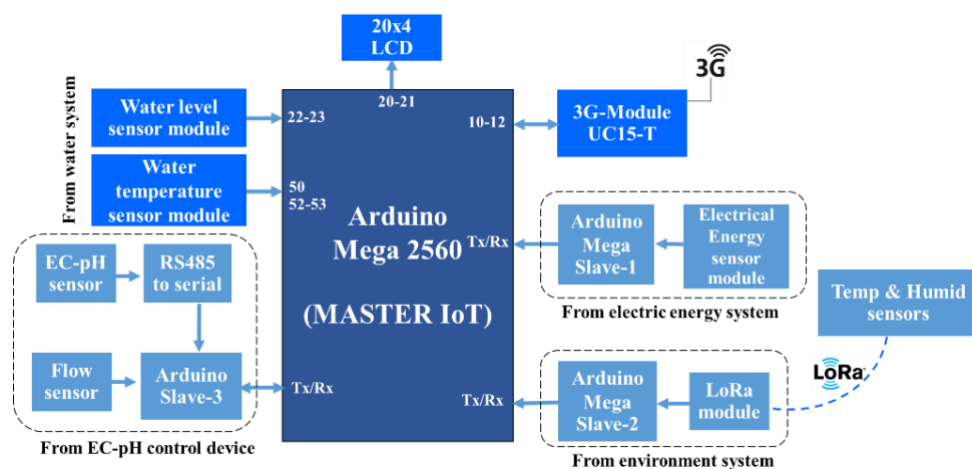 20x4
LCD
3G
From water system
Water level
sensor module
22-23
20-21
10-12
3G-Module
UC15-T
Water
temperature
sensor module
50
52-53
Arduino
Mega 2560
(MASTER IoT)
Tx/Rx
Arduino
Mega
Slave-1
Electrical
Energy sensor
module
From electric energy system
EC-pH
sensor
RS485
to serial
Flow
sensor
Arduino
Slave-3
Tx/Rx
From EC-pH control device
Temp & Humid
sensors
LoRa
Tx/Rx
Arduino
Mega
Slave-2
LoRa
module
From environment system